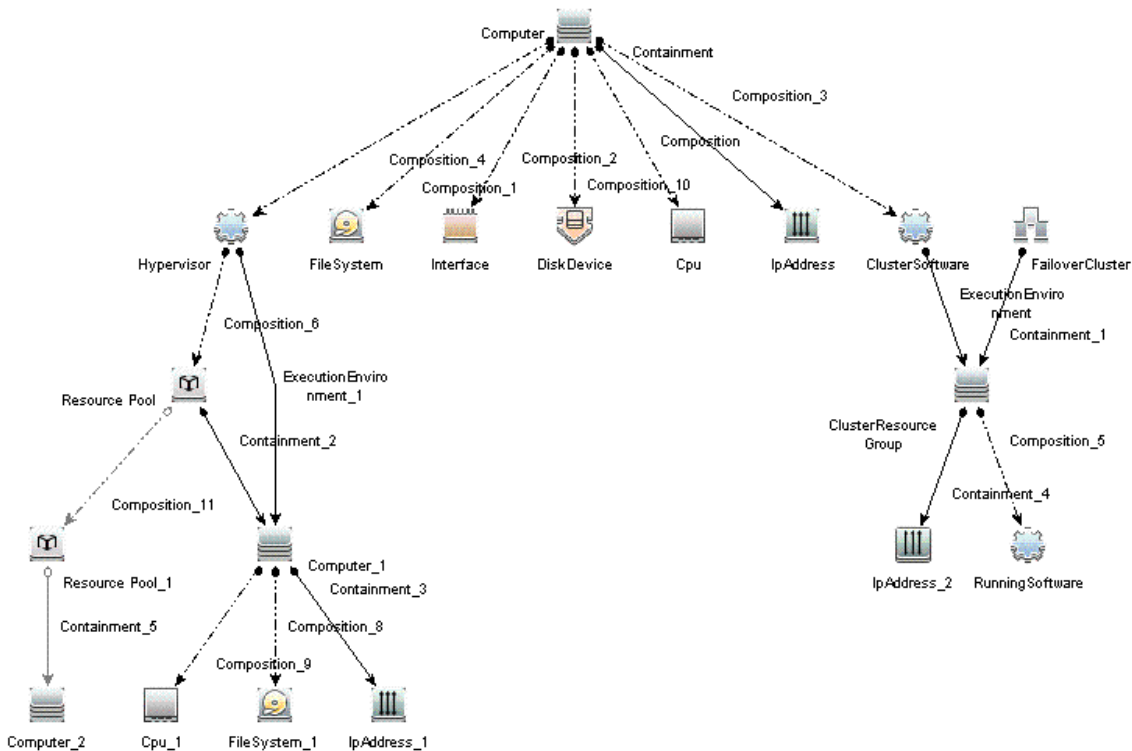 Computer
Containment
Composition_3
Composition
Composition_4
Composition_2
Composition_1
Composition_10
Hypervisor
FileSystem
Interface
DiskDevice
Cpu
IpAddress
ClusterSoftware
FailoverCluster
ExecutionEnviro
nment
Composition_6
Containment_1
ExecutionEnviro
nment_1
Resource Pool
Containment_2
ClusterResource
Group
Composition_5
Composition_11
Containment_4
Computer_1
Resource Pool_1
Containment_3
IpAddress_2
RunningSoftware
Containment_5
Composition_8
Composition_9
Computer_2
Cpu_1
FileSystem_1
IpAddress_1